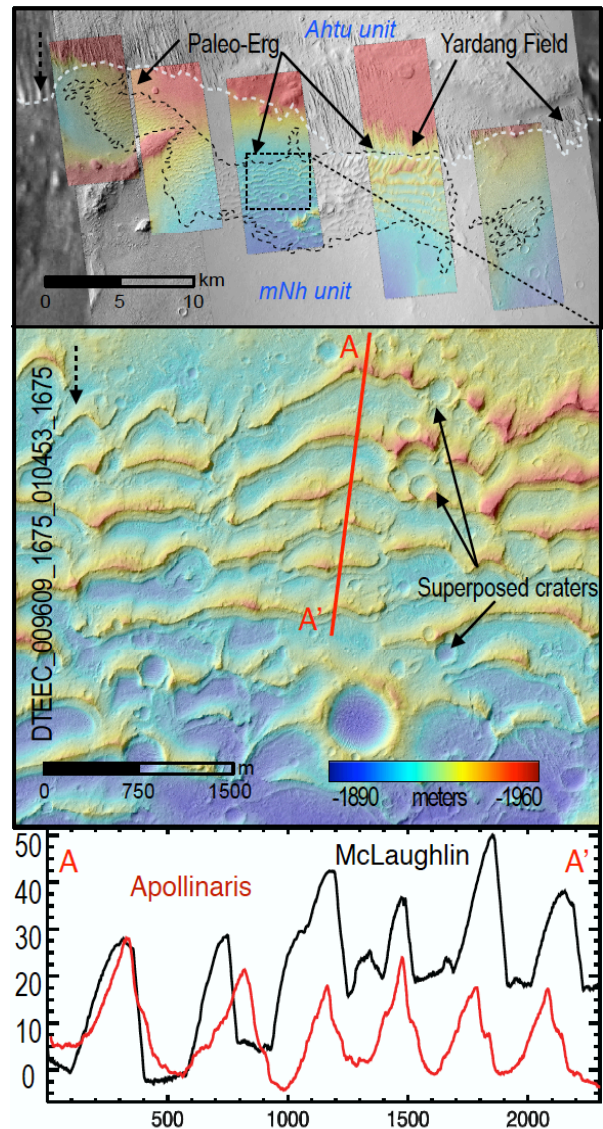 Ahtu unit
Paleo-Erg
Yardang Field
km
0 5 10
mNh unit
DTEEC_009609_1675_010453_1675
A
Superposed craters
A'
0 750 1500 m
-1890 meters -1960
50
40
30
20
10
0
A
McLaughlin
A'
Apollinaris
500 1000 1500 2000